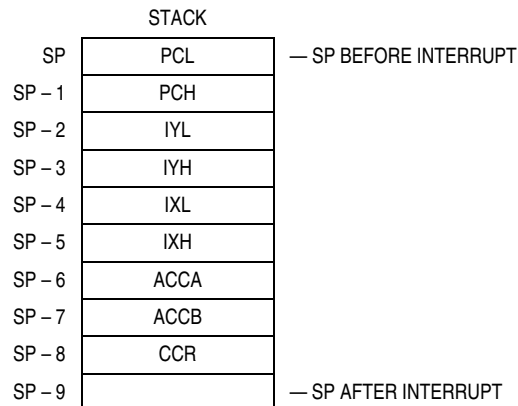 STACK
SP PCL — SP BEFORE INTERRUPT
SP – 1 PCH
SP – 2 IYL
SP – 3 IYH
SP – 4 IXL
SP – 5 IXH
SP – 6 ACCA
SP – 7 ACCB
SP – 8 CCR
SP – 9 — SP AFTER INTERRUPT